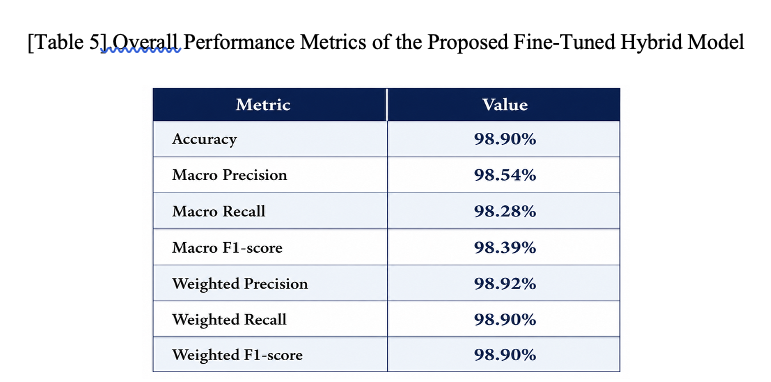 [Table 5] Overall Performance Metrics of the Proposed Fine-Tuned Hybrid Model
Metric Value
Accuracy 98.90%
Macro Precision 98.54%
Macro Recall 98.28%
Macro F1-score 98.39%
Weighted Precision 98.92%
Weighted Recall 98.90%
Weighted F1-score 98.90%